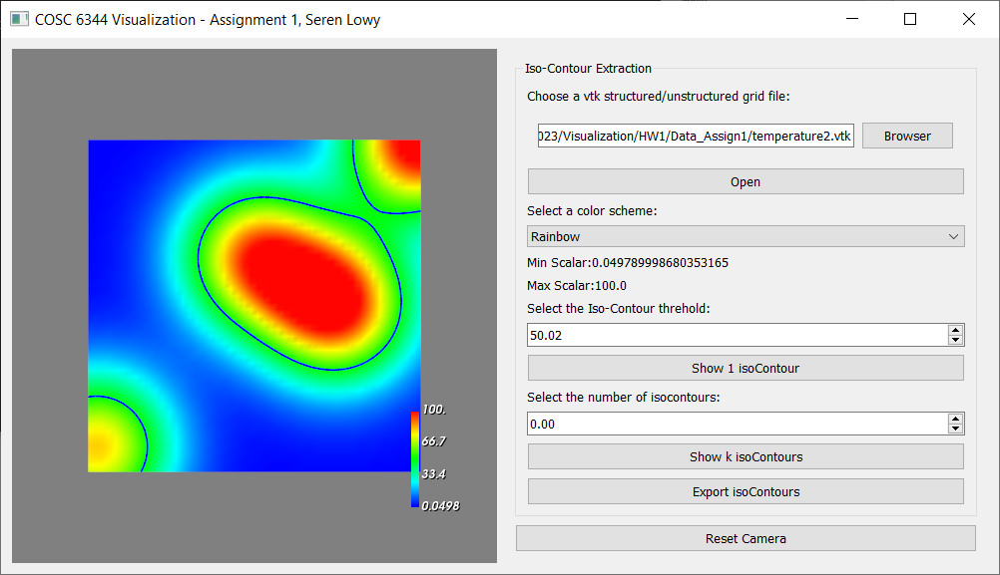 COSC 6344 Visualization - Assignment 1, Seren Lowy
Iso-Contour Extraction
Choose a vtk structured/unstructured grid file:
023/Visualization/HW1/Data_Assign1/temperature2.vtk
Browser
Open
Select a color scheme:
Rainbow
Min Scalar:0.049789998680353165
Max Scalar:100.0
Select the Iso-Contour threhold:
50.02
Show 1 isoContour
Select the number of isocontours:
0.00
Show k isoContours
Export isoContours
Reset Camera
100.
66.7
33.4
0.0498